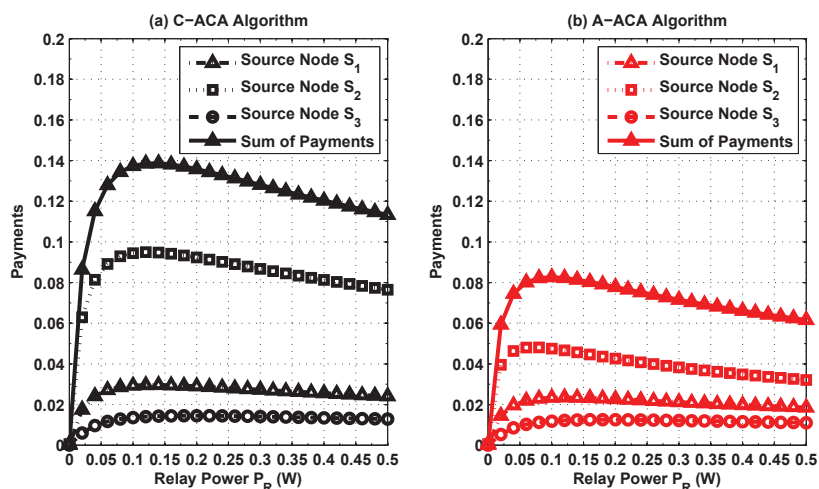 (a) C−ACA Algorithm
Source Node S1
Source Node S2
Source Node S3
Sum of Payments
Payments
0.2
0.18
0.16
0.14
0.12
0.1
0.08
0.06
0.04
0.02
0
0 0.05 0.1 0.15 0.2 0.25 0.3 0.35 0.4 0.45 0.5
Relay Power PR (W)
(b) A−ACA Algorithm
Source Node S1
Source Node S2
Source Node S3
Sum of Payments
Payments
0.2
0.18
0.16
0.14
0.12
0.1
0.08
0.06
0.04
0.02
0
0 0.05 0.1 0.15 0.2 0.25 0.3 0.35 0.4 0.45 0.5
Relay Power PR (W)